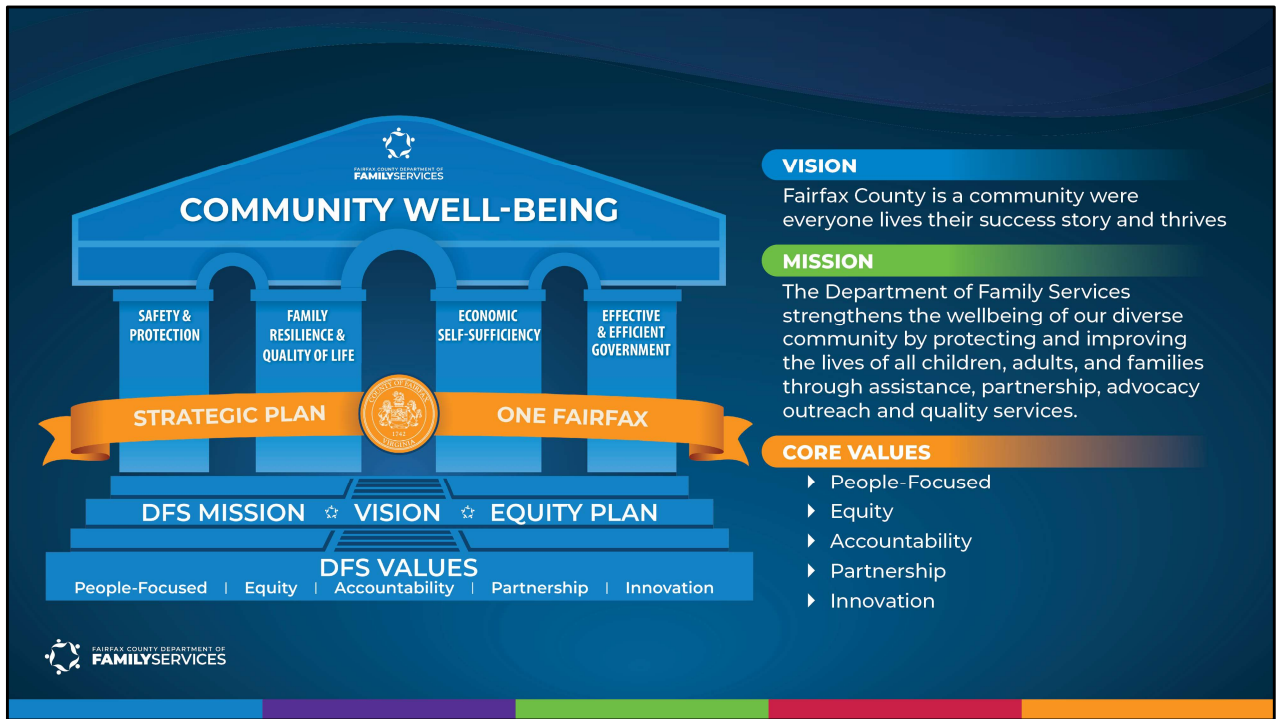 FAIRFAX COUNTY DEPARTMENT OF
FAMILYSERVICES
COMMUNITY WELL-BEING
SAFETY &
PROTECTION
FAMILY
RESILIENCE &
QUALITY OF LIFE
ECONOMIC
SELF-SUFFICIENCY
EFFECTIVE
& EFFICIENT
GOVERNMENT
STRATEGIC PLAN
COUNTY OF FAIRFAX
1742
VIRGINIA
ONE FAIRFAX
DFS MISSION VISION EQUITY PLAN
DFS VALUES
People-Focused | Equity | Accountability | Partnership | Innovation
VISION
Fairfax County is a community were
everyone lives their success story and thrives
MISSION
The Department of Family Services
strengthens the wellbeing of our diverse
community by protecting and improving
the lives of all children, adults, and families
through assistance, partnership, advocacy
outreach and quality services.
CORE VALUES
People-Focused
Equity
Accountability
Partnership
Innovation
FAIRFAX COUNTY DEPARTMENT OF
FAMILYSERVICES